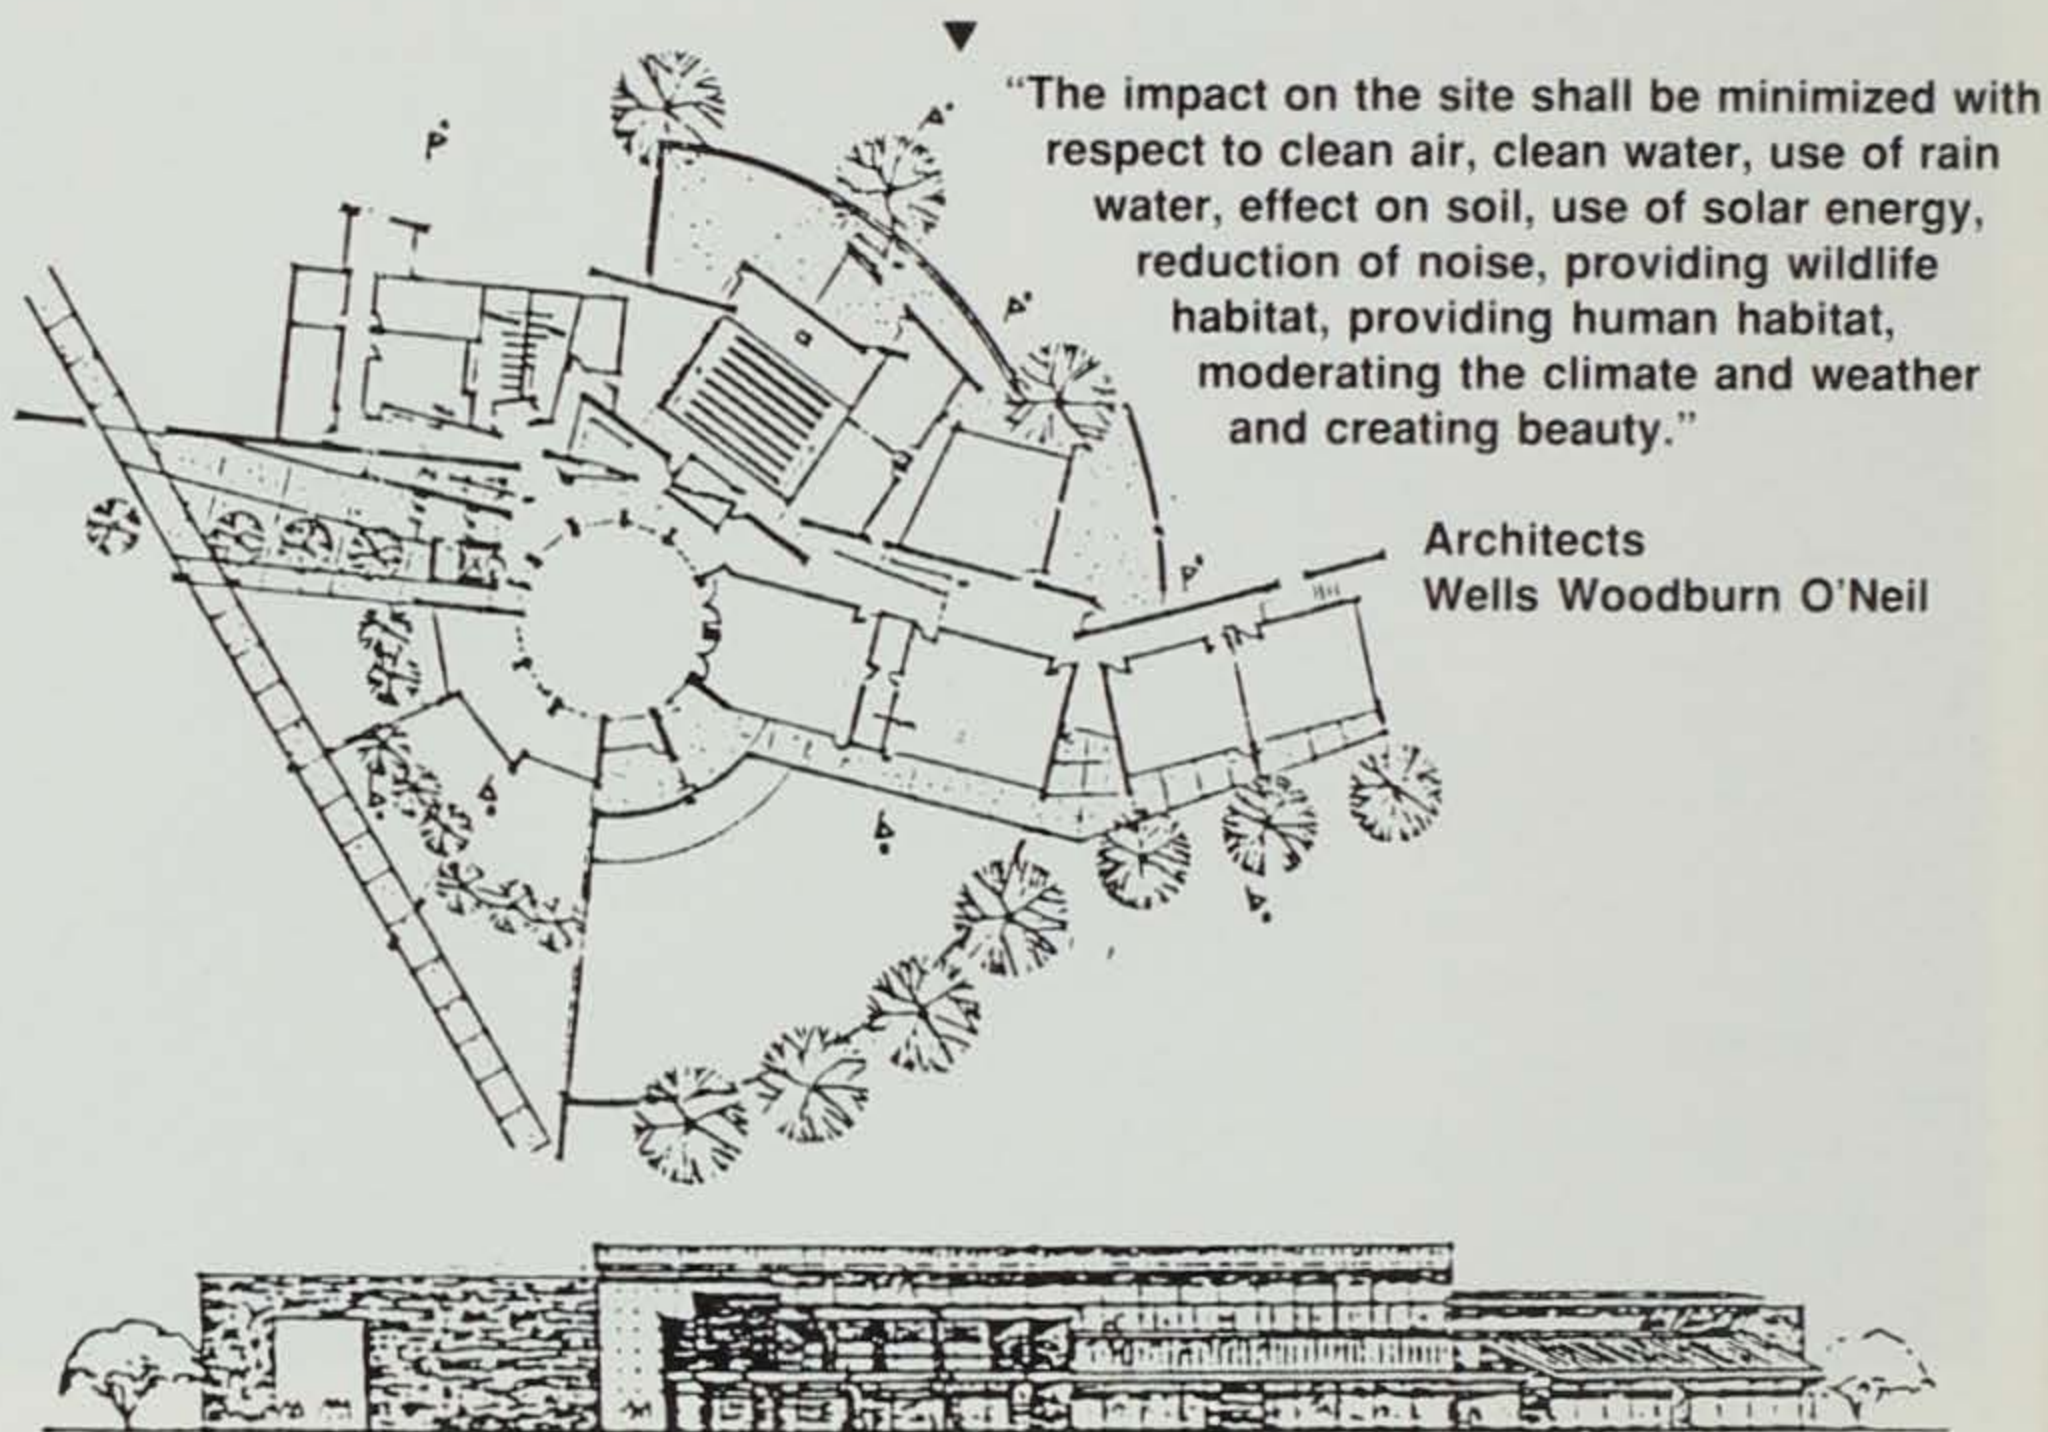 “The impact on the site shall be minimized with
respect to clean air, clean water, use of rain
water, effect on soil, use of solar energy,
reduction of noise, providing wildlife
habitat, providing human habitat,
moderating the climate and weather
and creating beauty.”
Architects
Wells Woodburn O’Neil